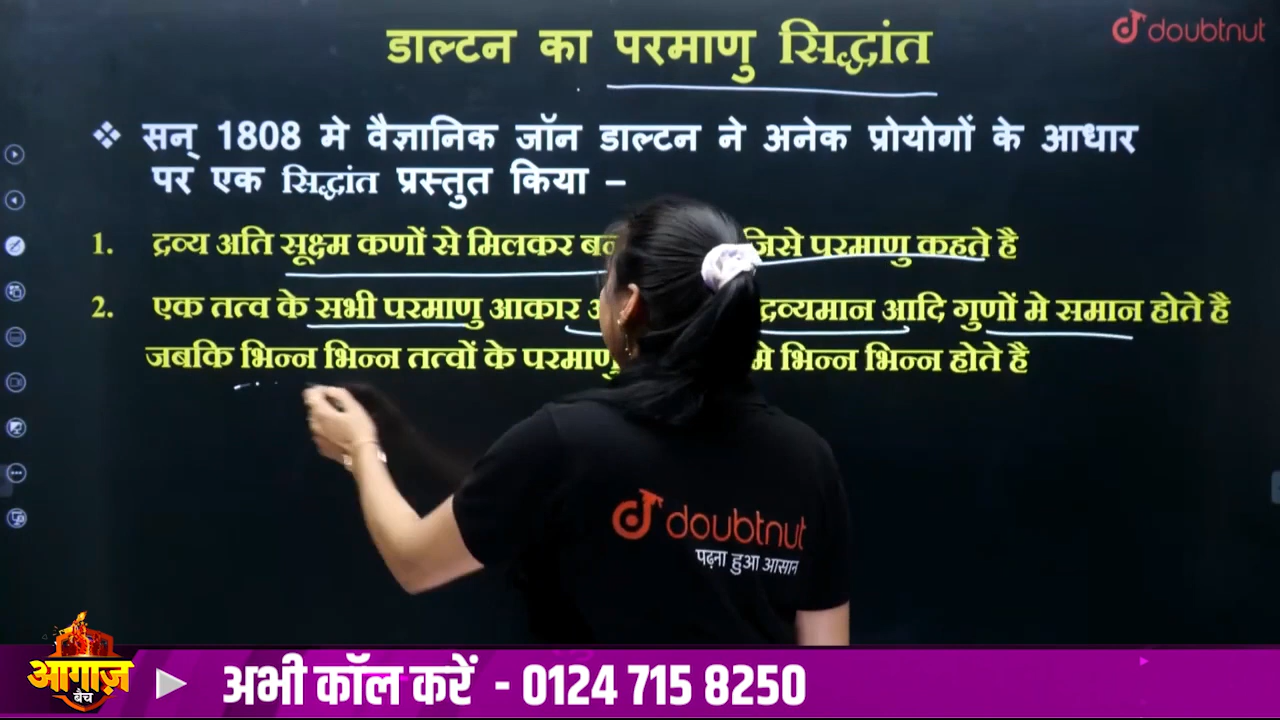 डाल्टन का परमाणु सिद्धांत
doubtnut
❖ सन् 1808 मे वैज्ञानिक जॉन डाल्टन ने अनेक प्रोयोगों के आधार
पर एक सिद्धांत प्रस्तुत किया –
1. द्रव्य अति सूक्ष्म कणों से मिलकर जिसे परमाणु कहते है
2. एक तत्व के सभी परमाणु आकार द्रव्यमान आदि गुणों मे समान होते है
जबकि भिन्न भिन्न तत्वों के परमाणु मे भिन्न भिन्न होते है
doubtnut
पढ़ना हुआ आसान
आगाज़
बैच
अभी कॉल करें - 0124 715 8250